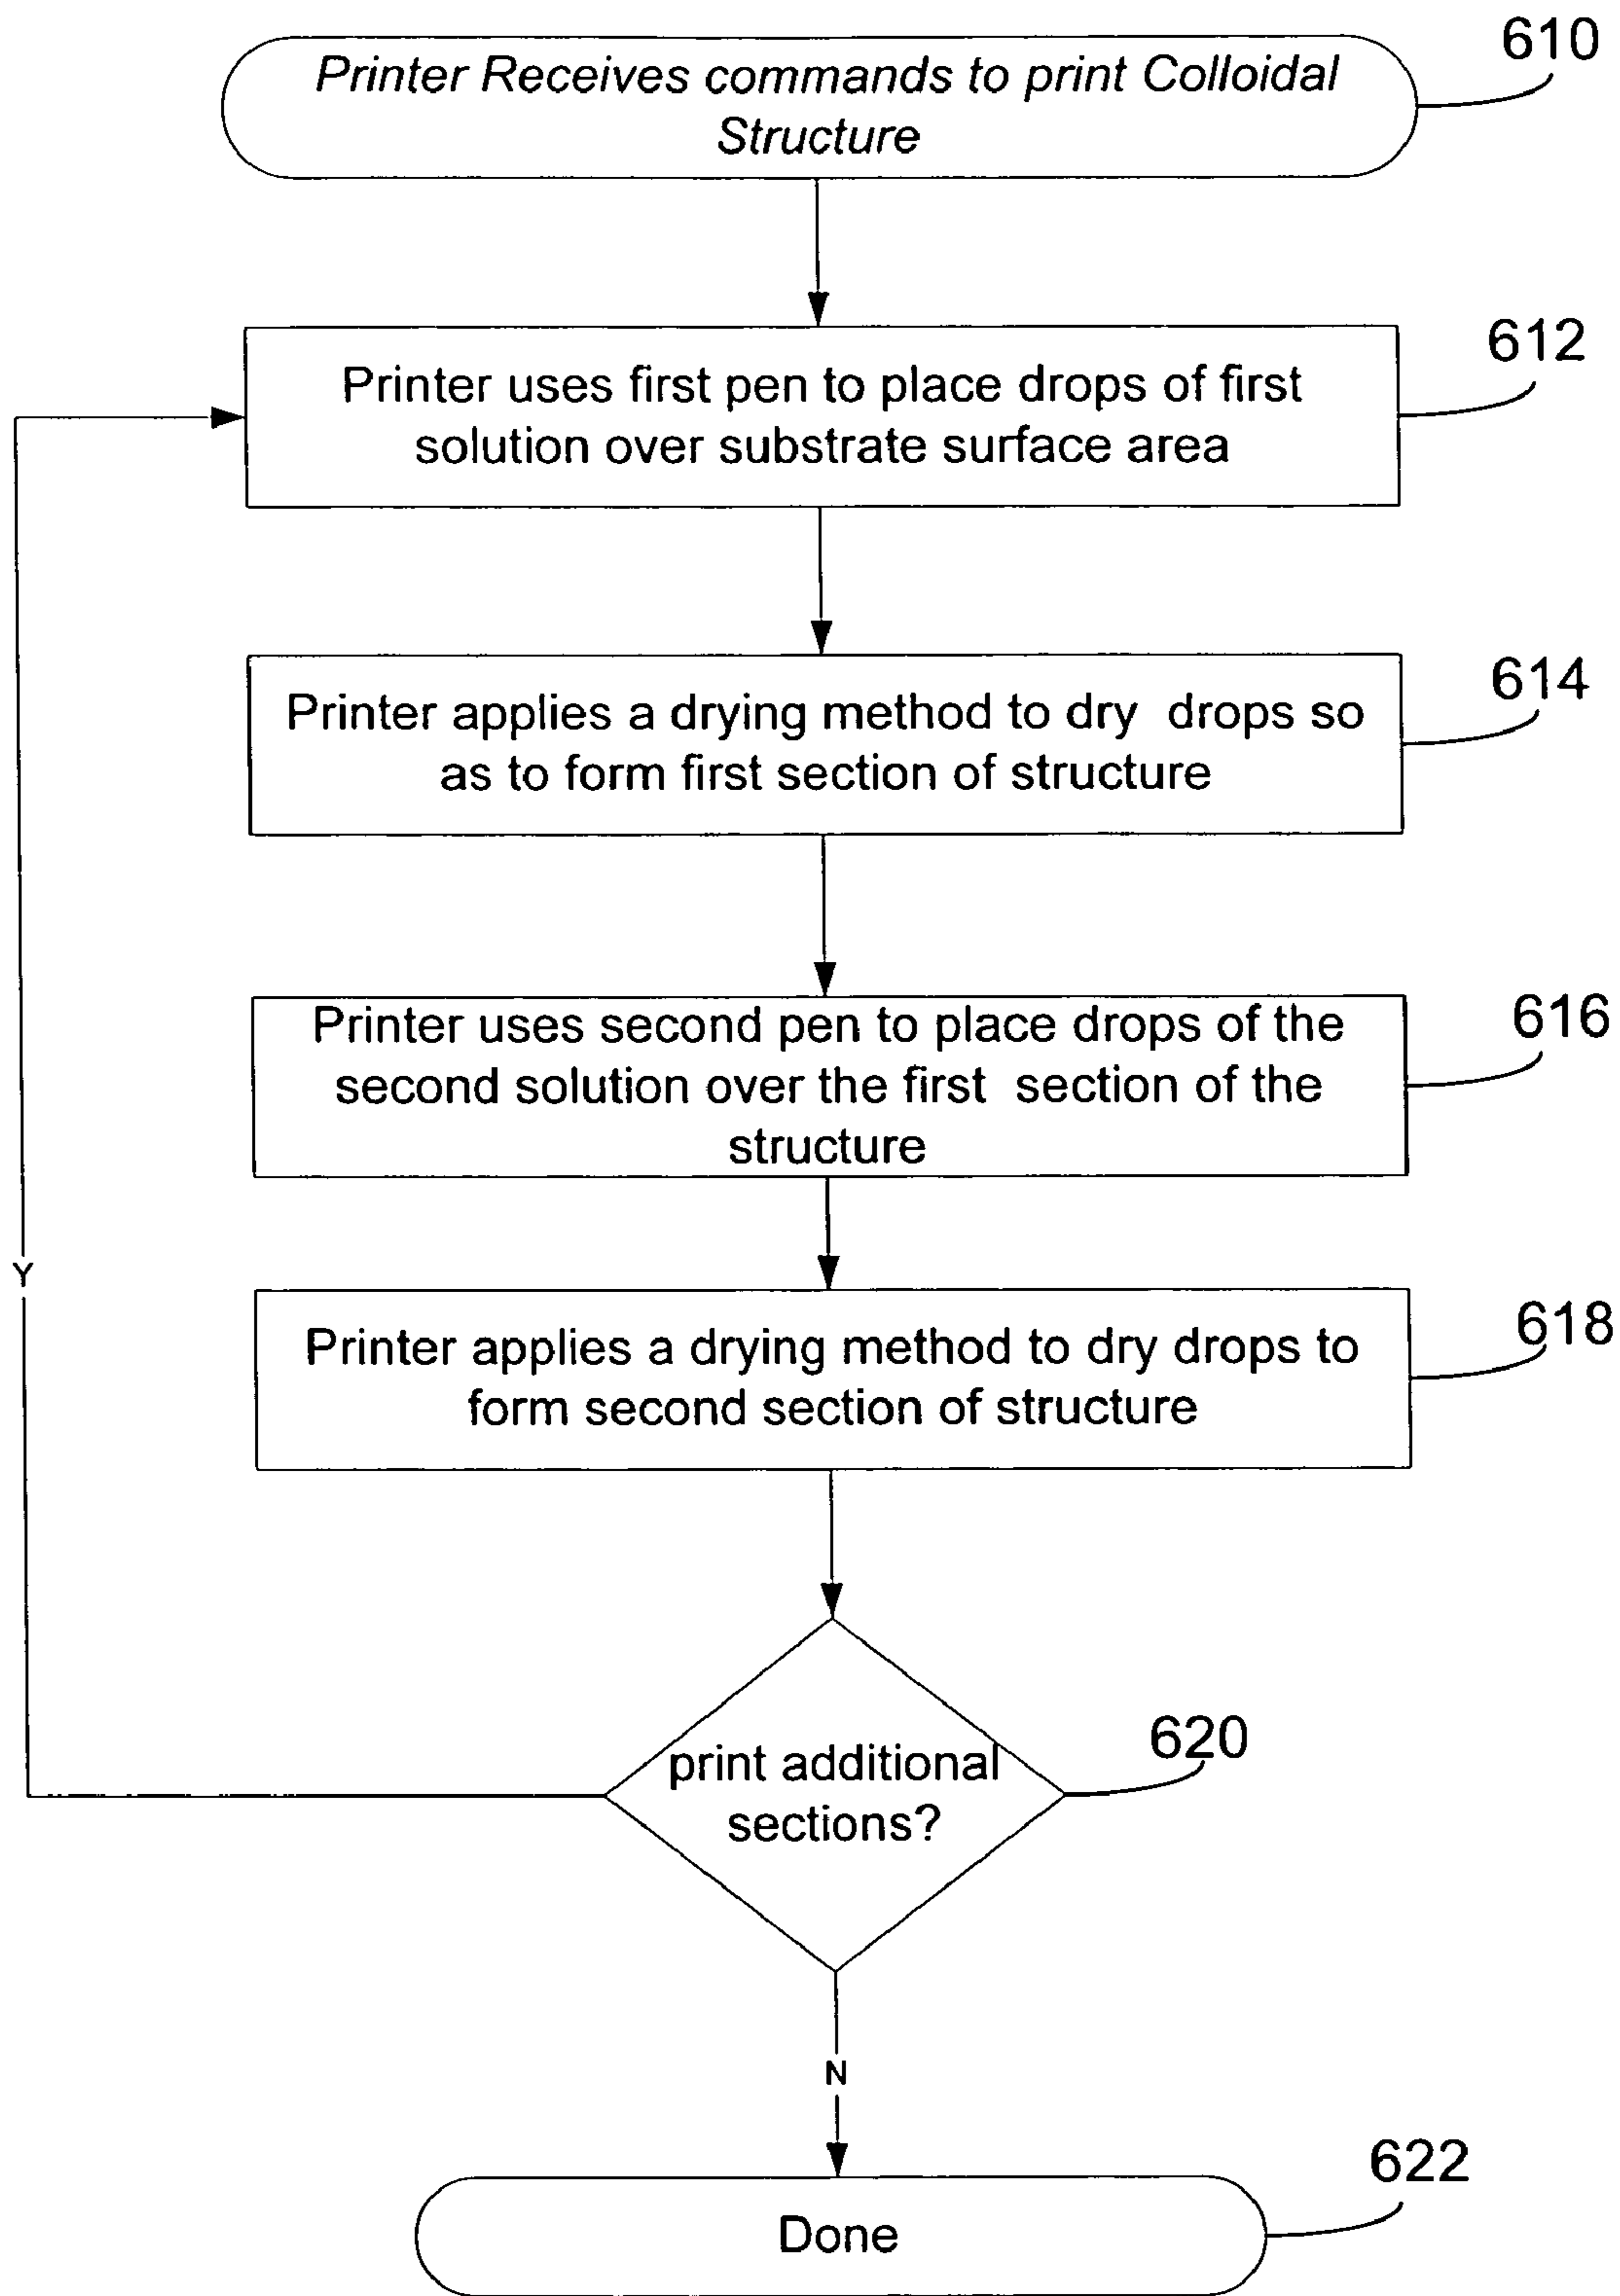 610
Printer Receives commands to print Colloidal
Structure
612
Printer uses first pen to place drops of first
solution over substrate surface area
614
Printer applies a drying method to dry drops so
as to form first section of structure
616
Printer uses second pen to place drops of the
second solution over the first section of the
structure
Y
618
Printer applies a drying method to dry drops to
form second section of structure
620
print additional
sections?
N
622
Done